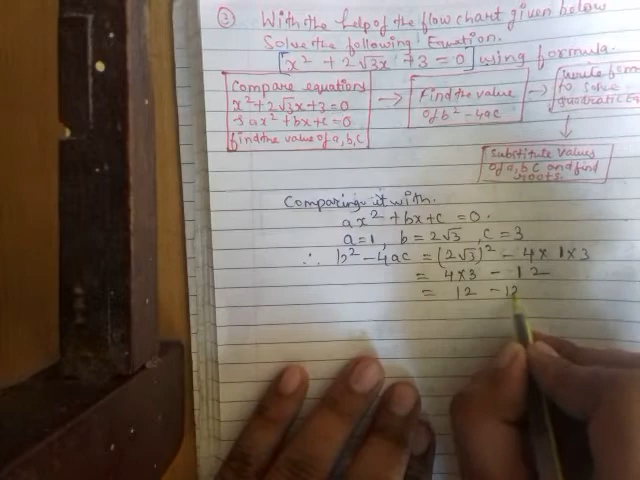 ③ With the help of the flow chart given below
Solve the following Equation.
[x² + 2√3x + 3 = 0] using formula.
Compare equations
x²+2√3x+3=0
ax²+bx+c=0
find the value of a, b, c
→
Find the value
of b² - 4ac
→
write form
to solve
quadratic
↓
Substitute values
of a, b, c and find
roots.
Comparing it with.
ax² + bx + c = 0.
a=1, b = 2√3, c = 3
∴ b² - 4ac = (2√3)² - 4 × 1 × 3
= 4×3 - 12
= 12 - 12